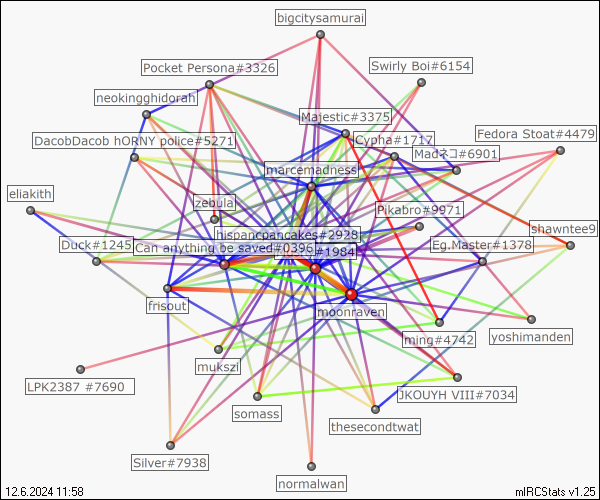 bigcitysamurai
Swirly Boi#6154
Pocket Persona#3326
neokingghidorah
Majestic#3375
Fedora Stoat#4479
DacobDacob hORNY police#5271
Cypha#1717
Madネコ#6901
marcemadness
eliakith
zebulai
Pikabro#9971
shawntee9
hispancpancakes#2928
Duck#1245
Can anything be saved#0396
#1984
Eg.Master#1378
frisout
moonraven
ming#4742
yoshimanden
mukszi
LPK2387 #7690
JKOUYH VIII#7034
somass
thesecondtwat
Silver#7938
normalwan
12.6.2024 11:58
mIRCStats v1.25